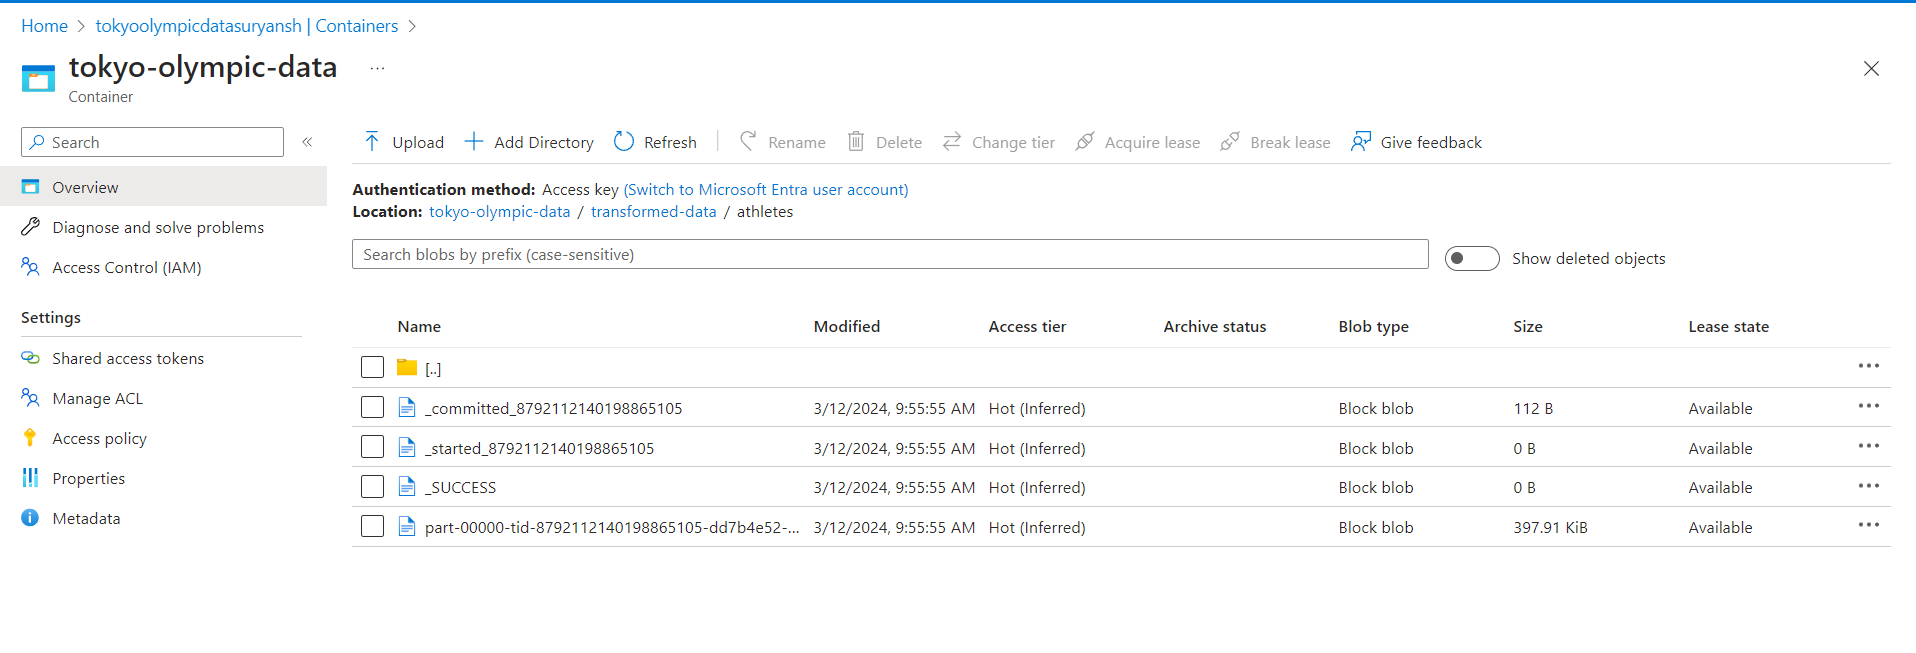 Home > tokyoolympicdatasuryansh | Containers >
tokyo-olympic-data ...
Container
Search «
Overview
Diagnose and solve problems
Access Control (IAM)
Settings
Shared access tokens
Manage ACL
Access policy
Properties
Metadata
Upload Add Directory Refresh Rename Delete Change tier Acquire lease Break lease Give feedback
Authentication method: Access key (Switch to Microsoft Entra user account)
Location: tokyo-olympic-data / transformed-data / athletes
Search blobs by prefix (case-sensitive)
Show deleted objects
Name Modified Access tier Archive status Blob type Size Lease state
[..]
_committed_8792112140198865105 3/12/2024, 9:55:55 AM Hot (Inferred) Block blob 112 B Available
_started_8792112140198865105 3/12/2024, 9:55:55 AM Hot (Inferred) Block blob 0 B Available
_SUCCESS 3/12/2024, 9:55:55 AM Hot (Inferred) Block blob 0 B Available
part-00000-tid-8792112140198865105-dd7b4e52-... 3/12/2024, 9:55:55 AM Hot (Inferred) Block blob 397.91 KiB Available